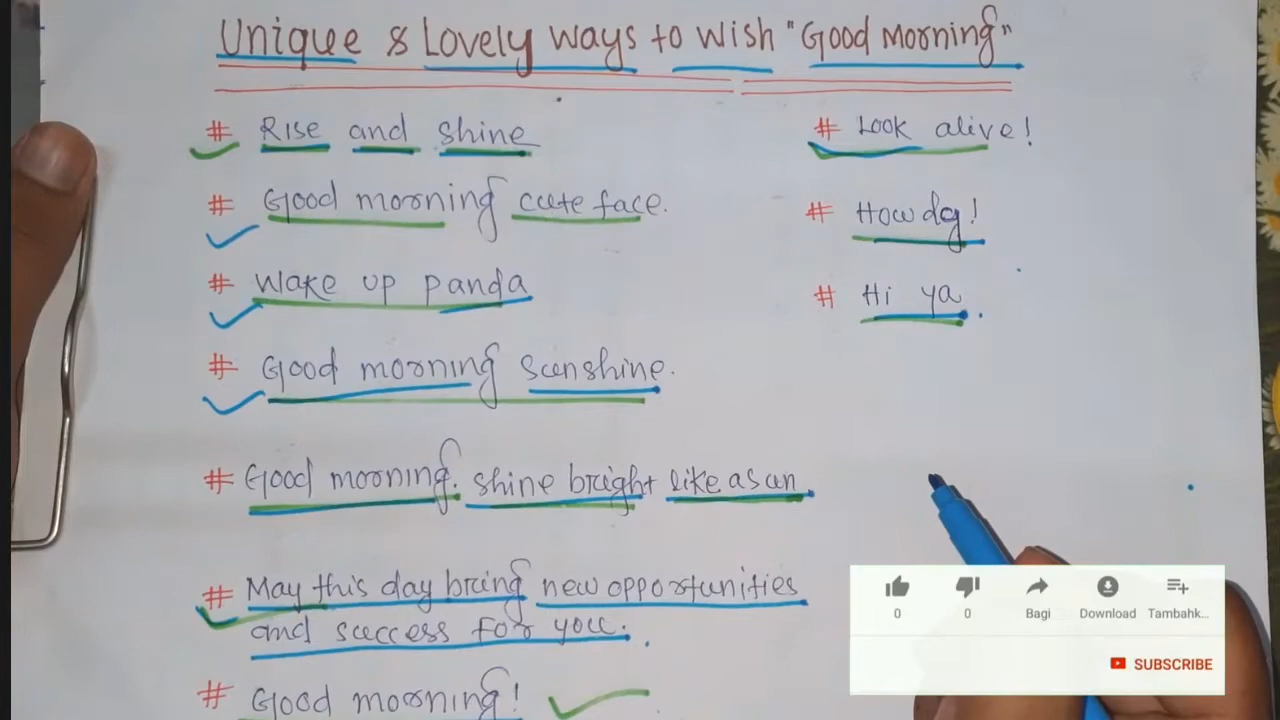 Unique & Lovely ways to wish "Good Morning"
# Rise and shine
# Good morning cute face.
# Wake up panda
# Good morning sunshine.
# Good morning. shine bright like a sun
# May this day bring new opportunities
and success for you.
# Good morning!
# Look alive!
# Howdy!
# Hi ya.
0 0 Bagi Download Tambahk...
SUBSCRIBE